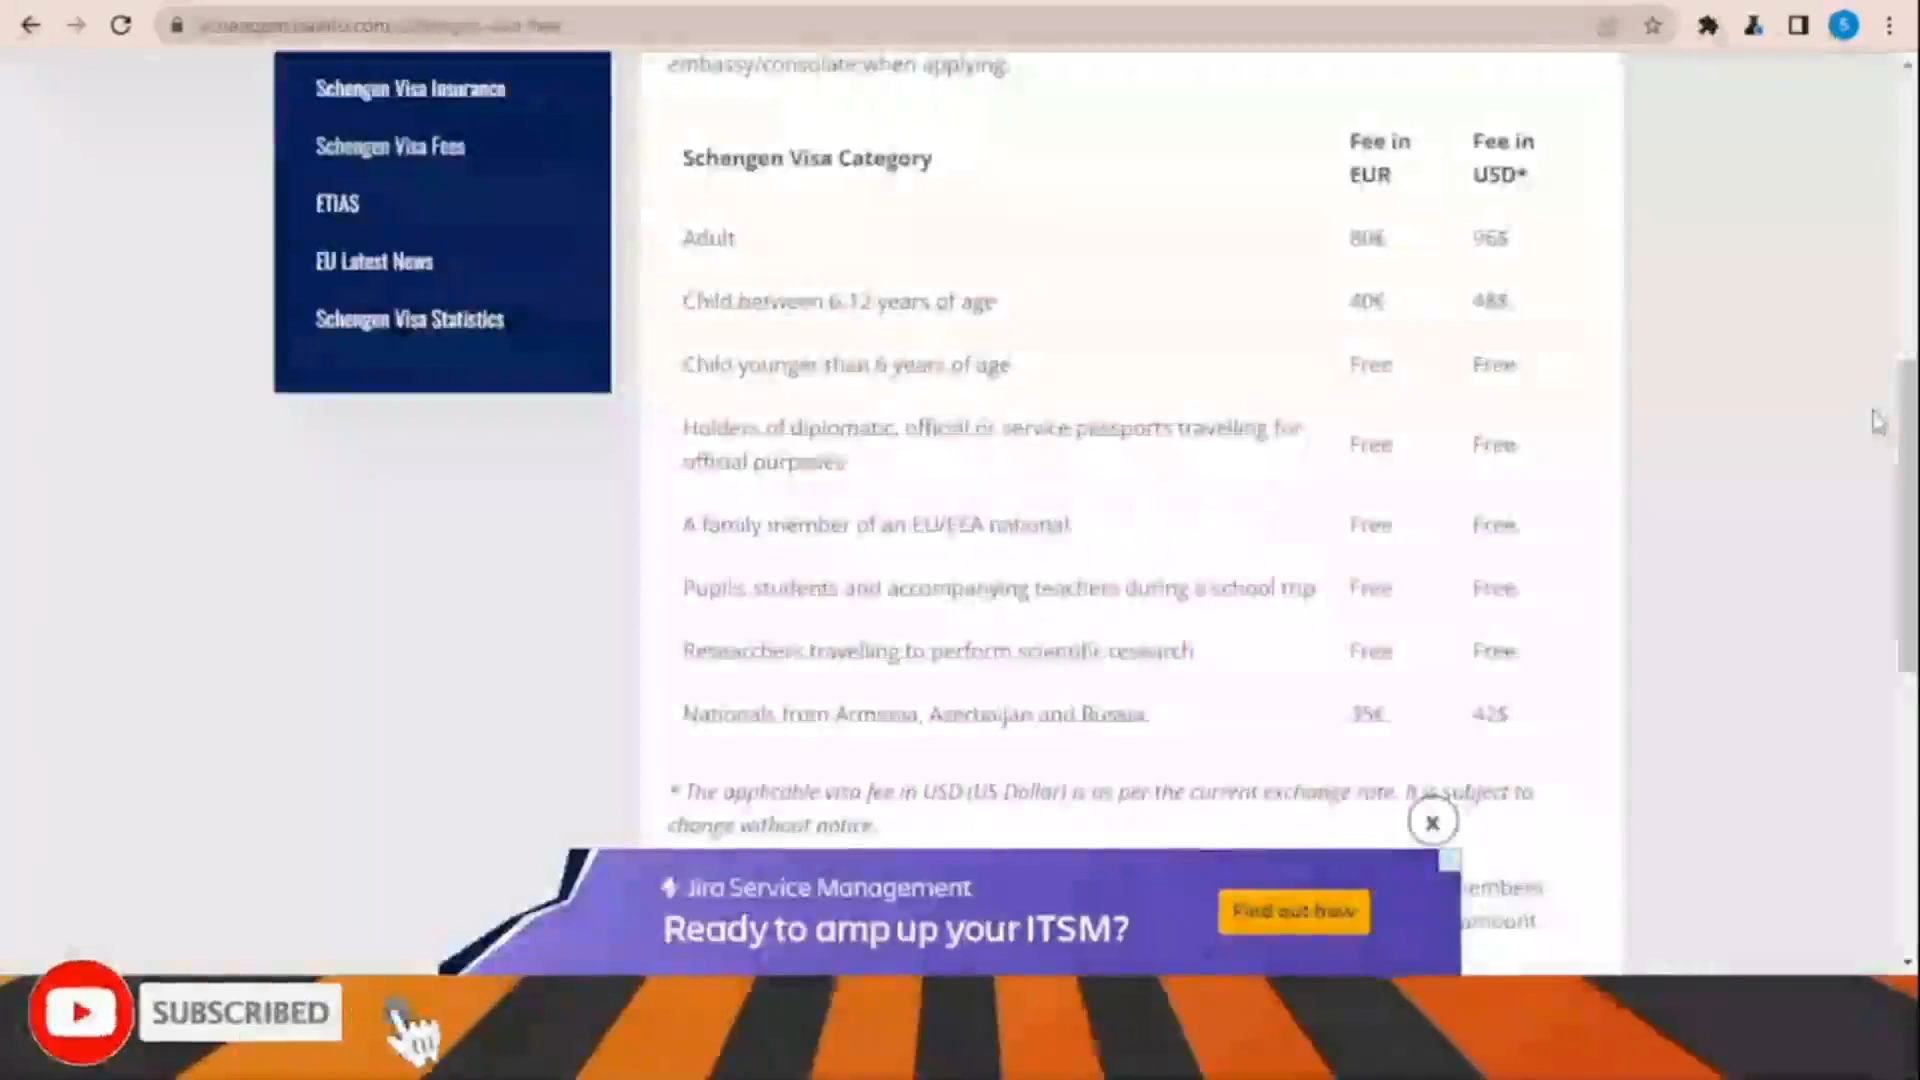 embassy/consolate when applying.
Schengen Visa Insurance
Schengen Visa Fees
ETIAS
EU Latest News
Schengen Visa Statistics
Schengen Visa Category
Fee in
EUR
Fee in
USD*
Adult 80€ 96$
Child between 6-12 years of age 40€ 48$
Child younger than 6 years of age Free Free
Holders of diplomatic, official or service passports travelling for
official purposes Free Free
A family member of an EU/EEA national Free Free
Pupils, students and accompanying teachers during a school trip Free Free
Researchers travelling to perform scientific research Free Free
Nationals from Armenia, Azerbaijan and Russia 35€ 42$
* The applicable visa fee in USD (US Dollar) is as per the current exchange rate. It is subject to
change without notice.
x
Jira Service Management
Ready to amp up your ITSM?
Find out how
embers
amount
SUBSCRIBED
S